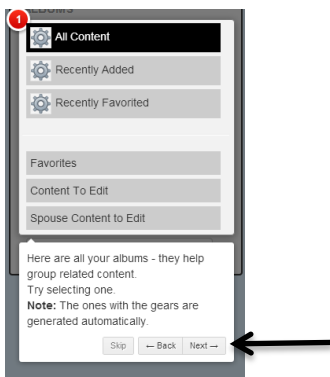 ALBUMS
1
All Content
Recently Added
Recently Favorited
Favorites
Content To Edit
Spouse Content to Edit
Here are all your albums - they help
group related content.
Try selecting one.
Note: The ones with the gears are
generated automatically.
Skip
← Back
Next →